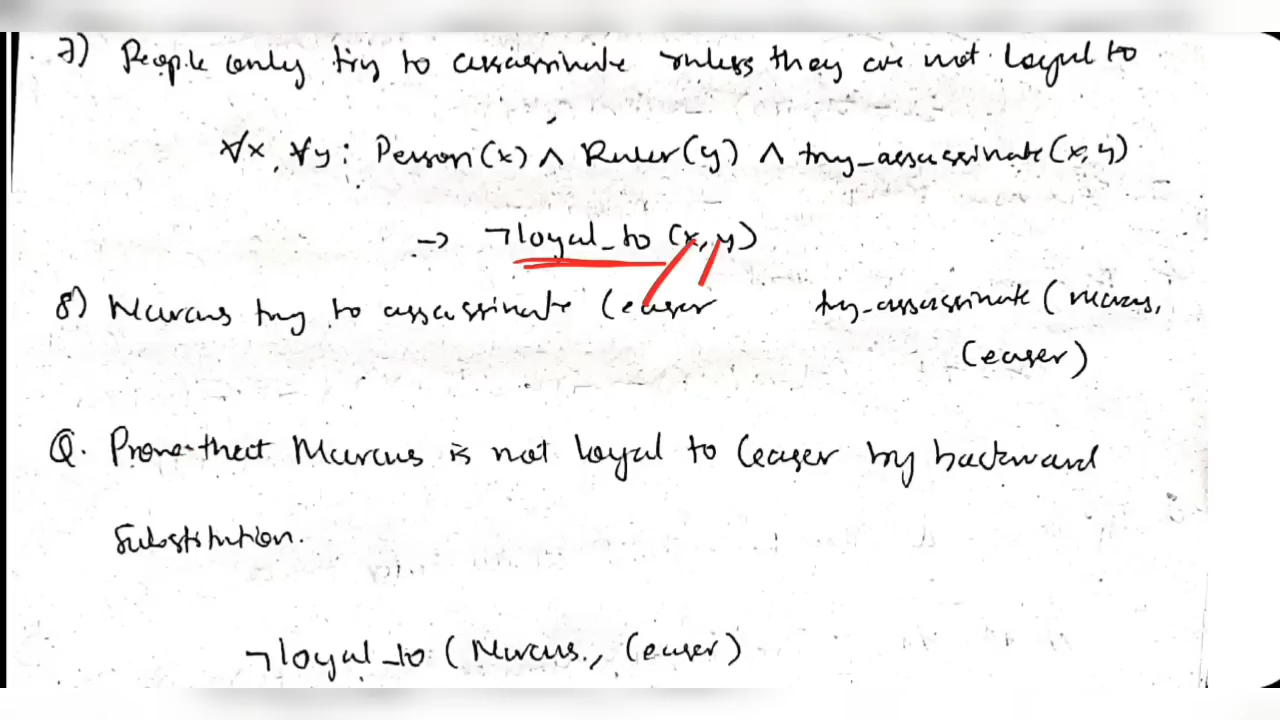 7) People only try to assassinate rulers they are not loyal to
∀x, ∀y : Person(x) ∧ Ruler(y) ∧ try_assassinate(x, y)
→ ¬loyal_to (x, y)
8) Marcus try to assassinate Ceaser try_assassinate (Marcus,
Ceaser)
Q. Prove that Marcus is not loyal to Ceaser by backward
Substitution.
¬loyal_to (Marcus, Ceaser)